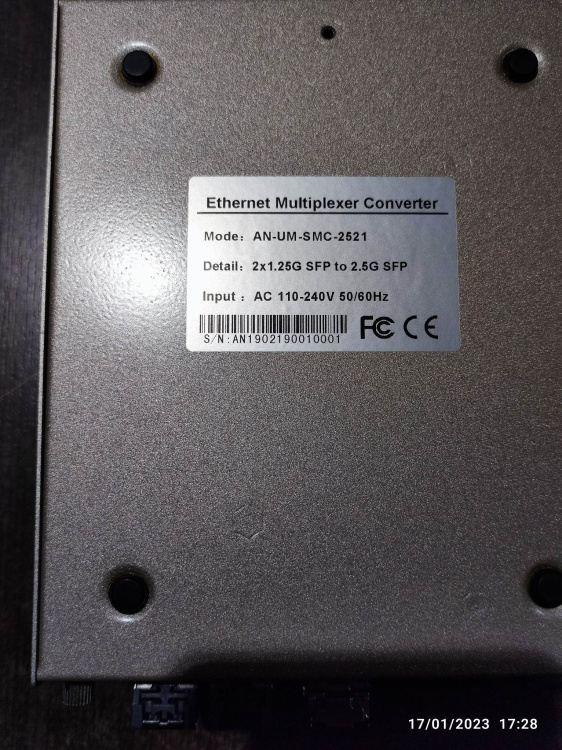 Ethernet Multiplexer Converter
Mode: AN-UM-SMC-2521
Detail: 2x1.25G SFP to 2.5G SFP
Input : AC 110-240V 50/60Hz
S/N:AN1902190010001
FC CE
17/01/2023 17:28